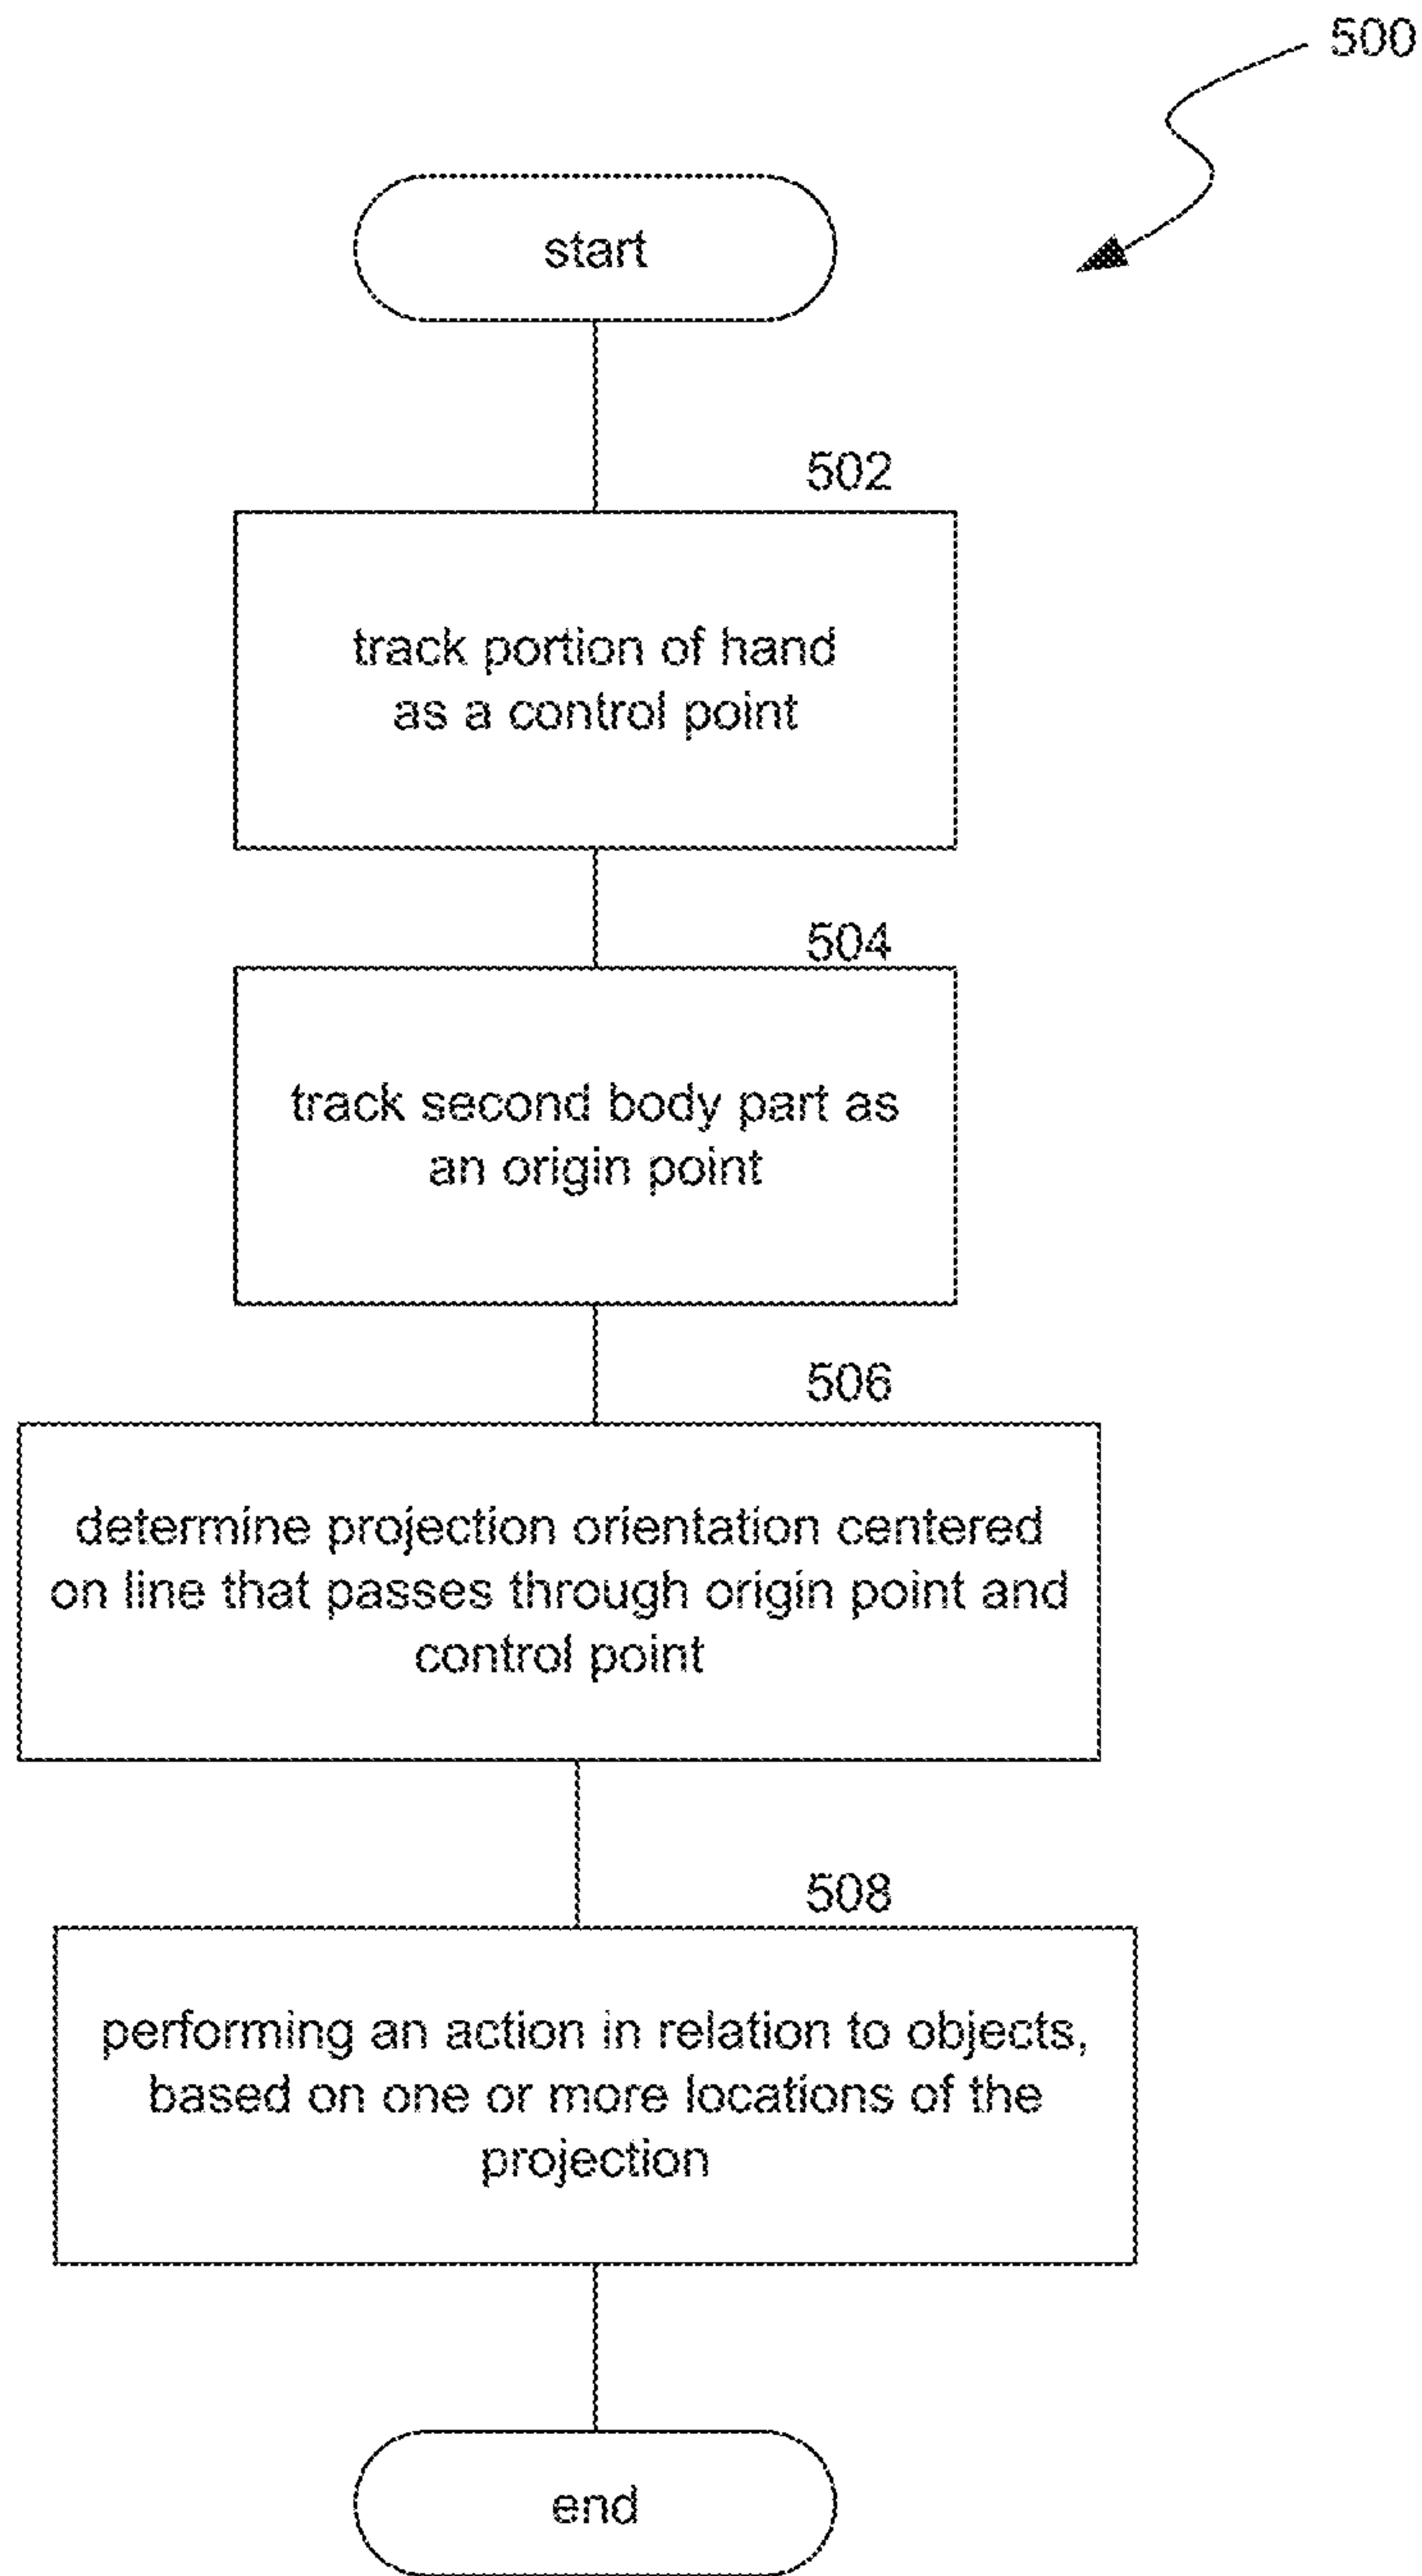 500
start
502
track portion of hand
as a control point
504
track second body part as
an origin point
506
determine projection orientation centered
on line that passes through origin point and
control point
508
performing an action in relation to objects,
based on one or more locations of the
projection
end